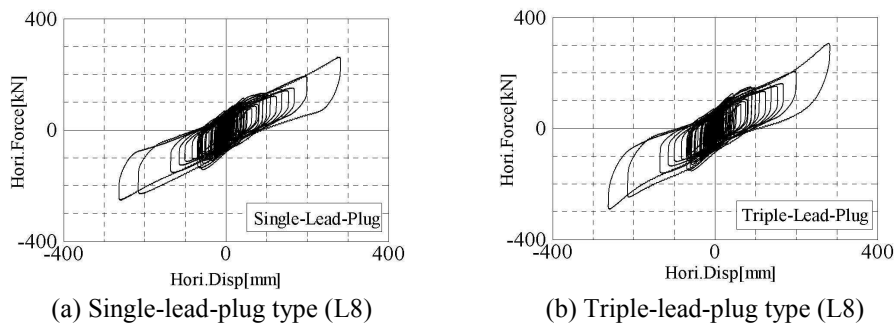 400
Hori.Force[kN]
0
-400
Single-Lead-Plug
-400
0
400
Hori.Disp[mm]
(a) Single-lead-plug type (L8)
400
Hori.Force[kN]
0
-400
Triple-Lead-Plug
-400
0
400
Hori.Disp[mm]
(b) Triple-lead-plug type (L8)